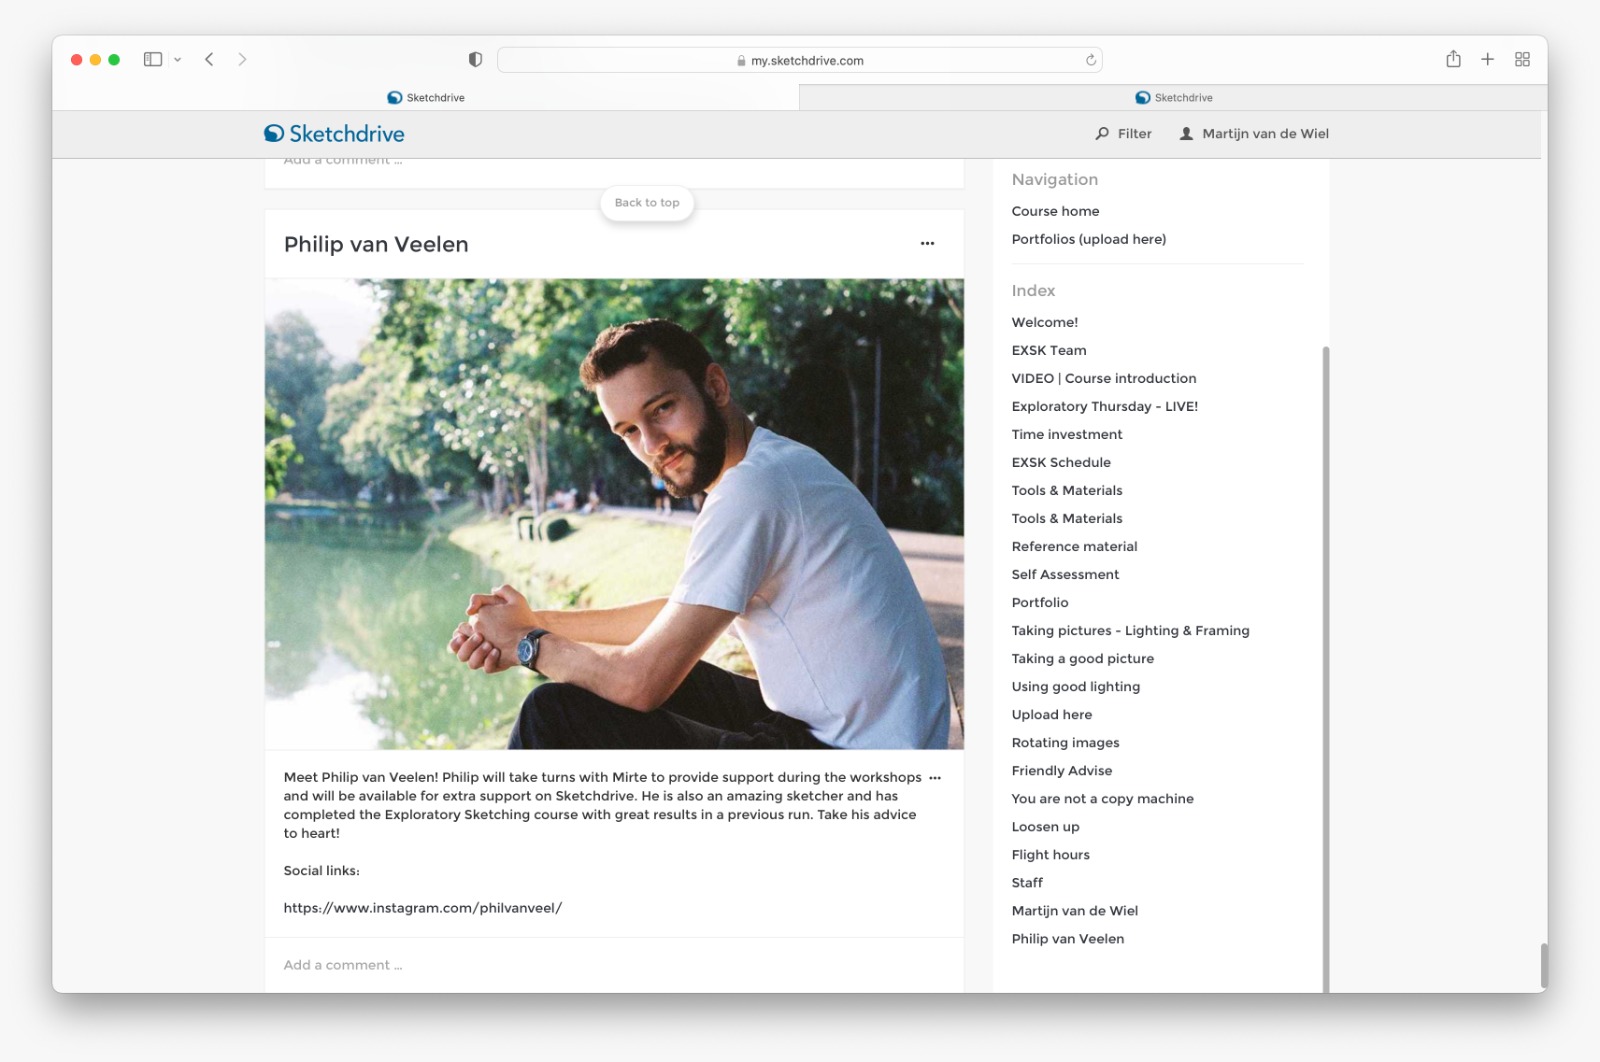 my.sketchdrive.com
Sketchdrive
Sketchdrive
Sketchdrive
Filter
Martijn van de Wiel
Add a comment ...
Back to top
Philip van Veelen
Meet Philip van Veelen! Philip will take turns with Mirte to provide support during the workshops
and will be available for extra support on Sketchdrive. He is also an amazing sketcher and has
completed the Exploratory Sketching course with great results in a previous run. Take his advice
to heart!
Social links:
https://www.instagram.com/philvanveel/
Add a comment ...
Navigation
Course home
Portfolios (upload here)
Index
Welcome!
EXSK Team
VIDEO | Course introduction
Exploratory Thursday - LIVE!
Time investment
EXSK Schedule
Tools & Materials
Tools & Materials
Reference material
Self Assessment
Portfolio
Taking pictures - Lighting & Framing
Taking a good picture
Using good lighting
Upload here
Rotating images
Friendly Advise
You are not a copy machine
Loosen up
Flight hours
Staff
Martijn van de Wiel
Philip van Veelen